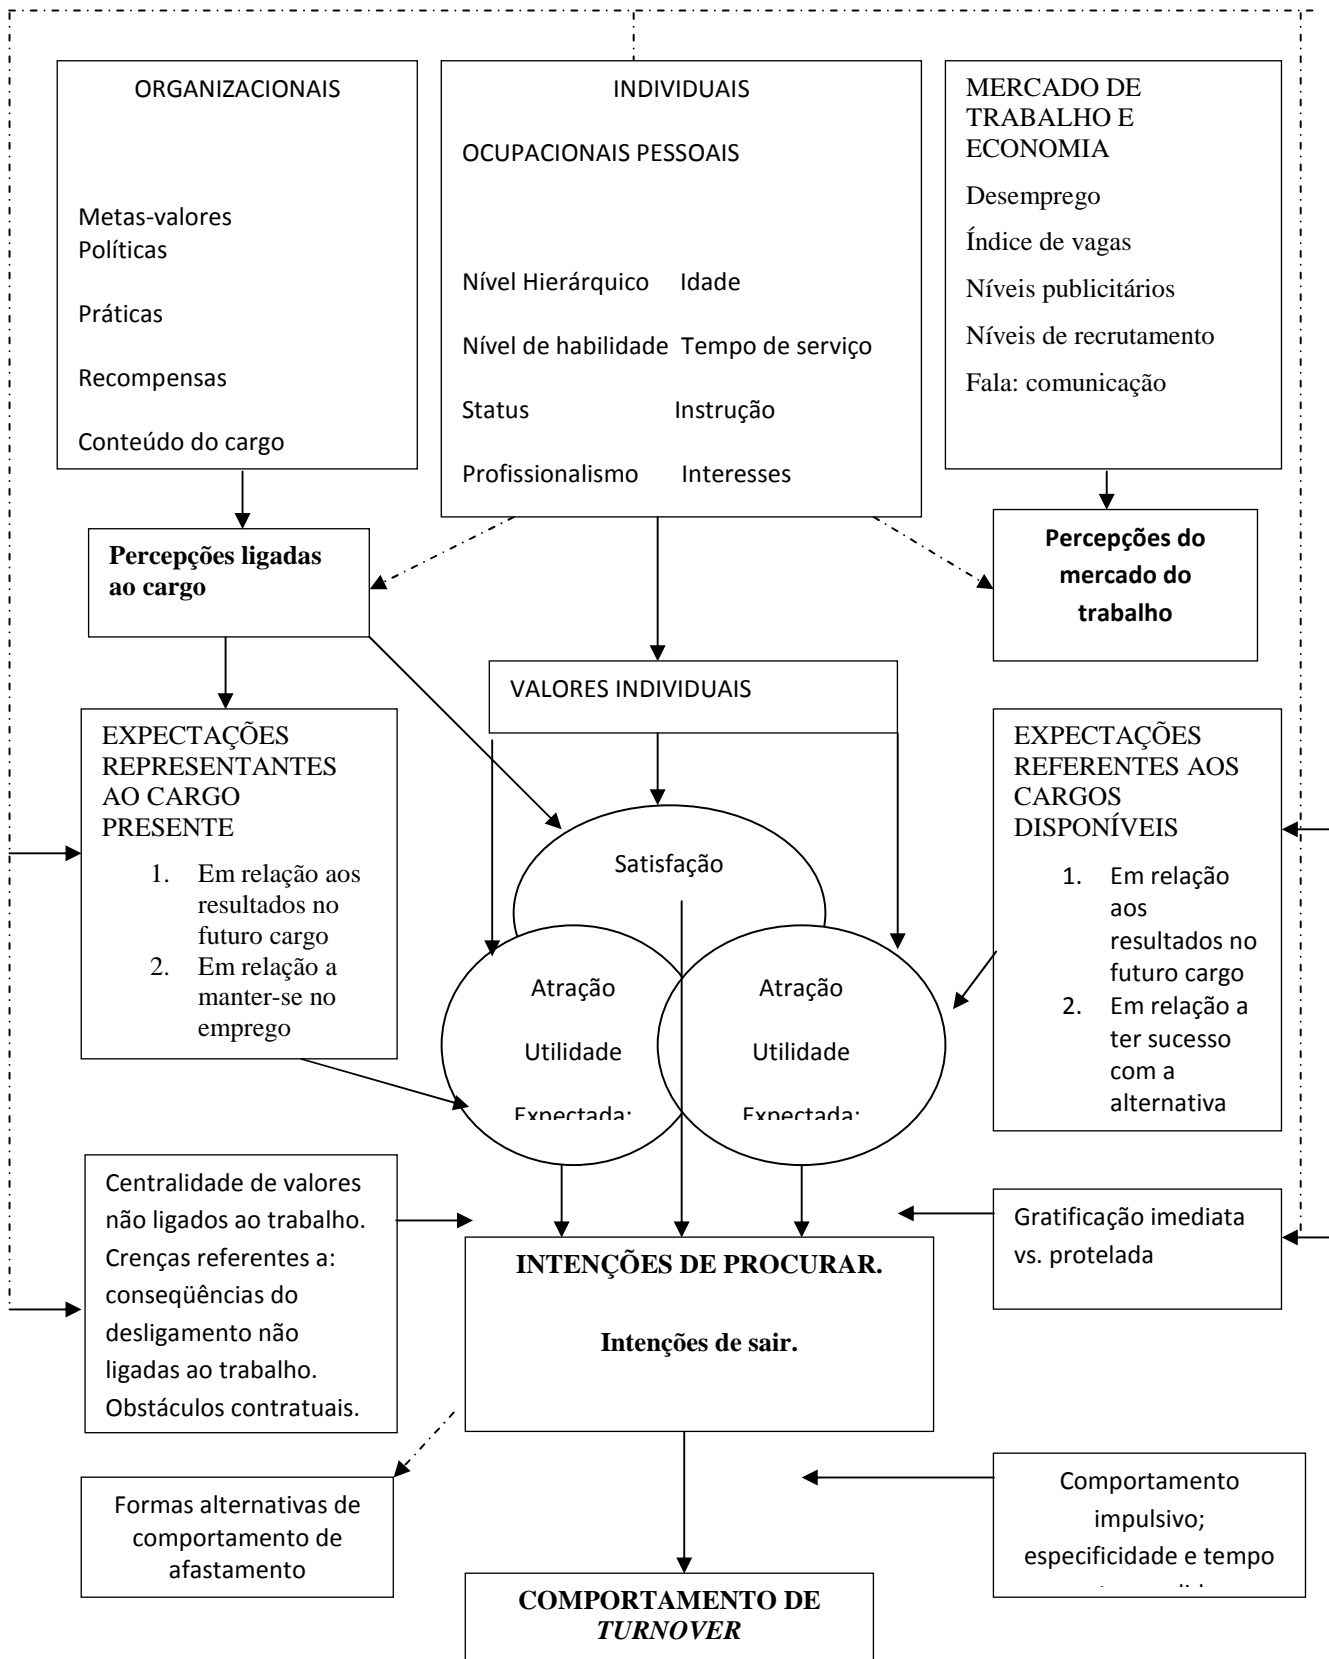 ORGANIZACIONAIS
Metas-valores
Políticas
Práticas
Recompensas
Conteúdo do cargo
INDIVIDUAIS
OCUPACIONAIS PESSOAIS
Nível Hierárquico Idade
Nível de habilidade Tempo de serviço
Status Instrução
Profissionalismo Interesses
MERCADO DE
TRABALHO E
ECONOMIA
Desemprego
Índice de vagas
Níveis publicitários
Níveis de recrutamento
Fala: comunicação
Percepções ligadas
ao cargo
Percepções do
mercado do
trabalho
VALORES INDIVIDUAIS
EXPECTAÇÕES
REPRESENTANTES
AO CARGO
PRESENTE
1. Em relação aos
resultados no
futuro cargo
2. Em relação a
manter-se no
emprego
Satisfação
Atração
Utilidade
Expectada:
Atração
Utilidade
Expectada:
EXPECTAÇÕES
REFERENTES AOS
CARGOS
DISPONÍVEIS
1. Em relação
aos
resultados no
futuro cargo
2. Em relação a
ter sucesso
com a
alternativa
Centralidade de valores
não ligados ao trabalho.
Crenças referentes a:
conseqüências do
desligamento não
ligadas ao trabalho.
Obstáculos contratuais.
INTENÇÕES DE PROCURAR.
Intenções de sair.
Gratificação imediata
vs. protelada
Formas alternativas de
comportamento de
afastamento
Comportamento
impulsivo;
especificidade e tempo
COMPORTAMENTO DE
TURNOVER